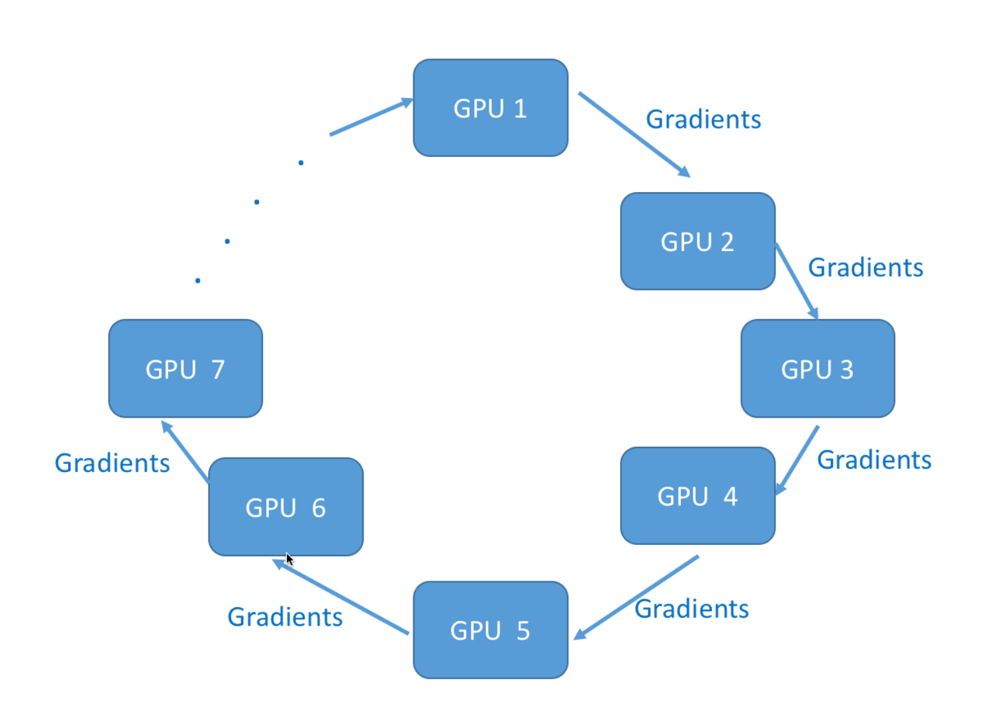 GPU 1
Gradients
GPU 2
Gradients
GPU 3
Gradients
GPU  4
Gradients
GPU  5
Gradients
GPU  6
Gradients
GPU  7